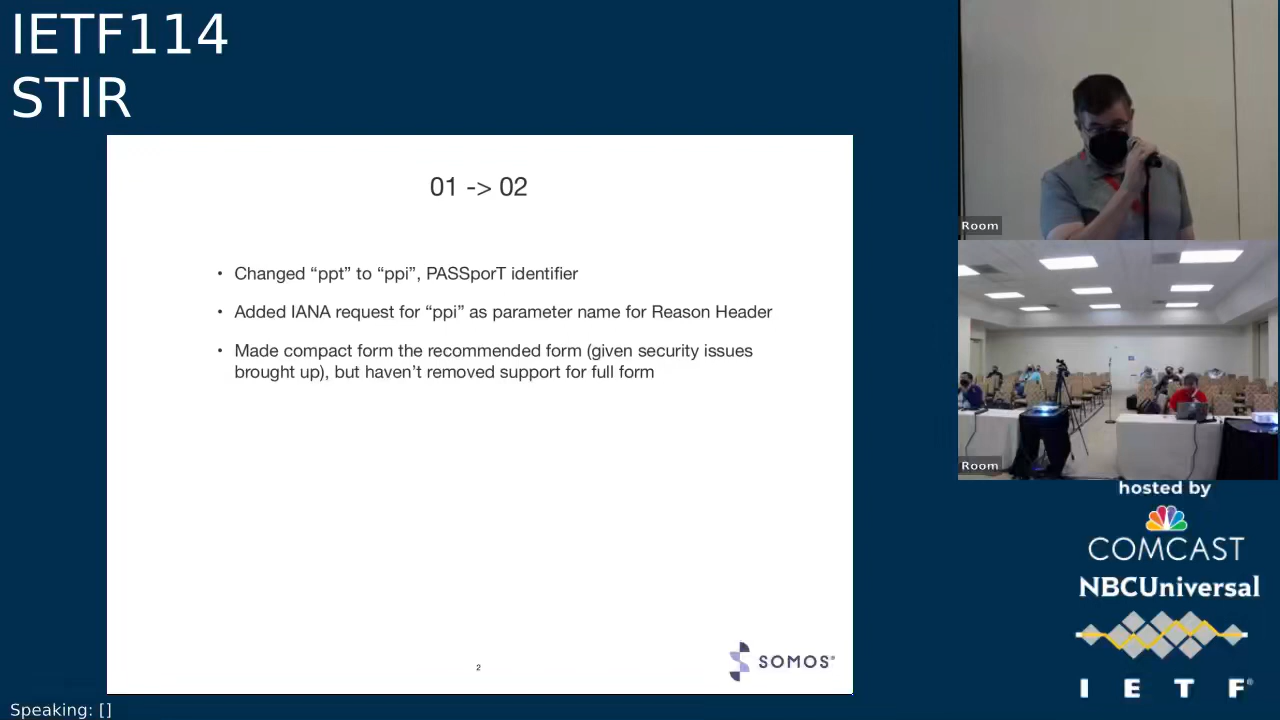 IETF114
STIR
01 -> 02
• Changed “ppt” to “ppi”, PASSporT identifier
• Added IANA request for “ppi” as parameter name for Reason Header
• Made compact form the recommended form (given security issues
brought up), but haven’t removed support for full form
2
SOMOS®
Room
Room
hosted by
COMCAST
NBCUniversal
I E T F®
Speaking: []